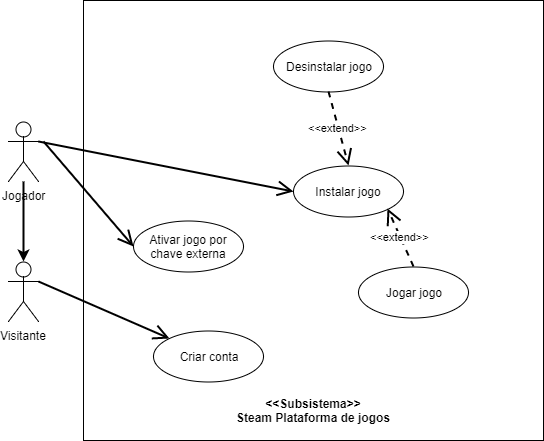 Desinstalar jogo
<<extend>>
Jogador
Instalar jogo
Ativar jogo por
chave externa
<<extend>>
Jogar jogo
Visitante
Criar conta
<<Subsistema>>
Steam Plataforma de jogos